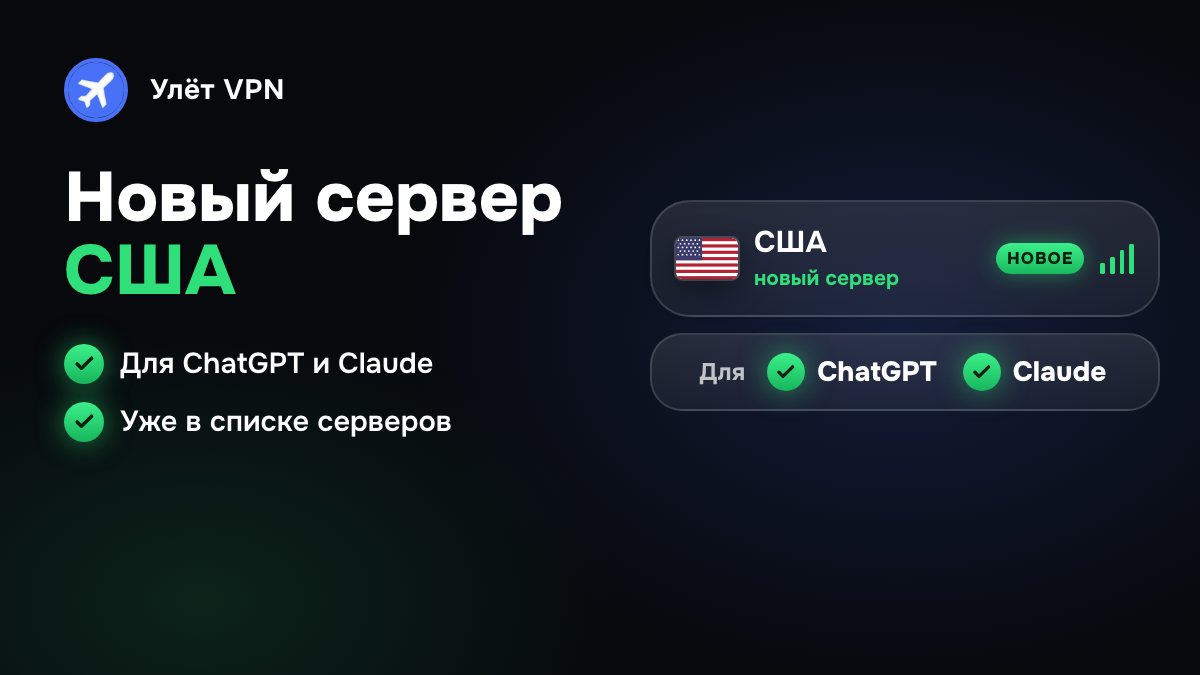 Улёт VPN
Новый сервер
США
Для ChatGPT и Claude
Уже в списке серверов
США
новый сервер
НОВОЕ
Для ChatGPT Claude